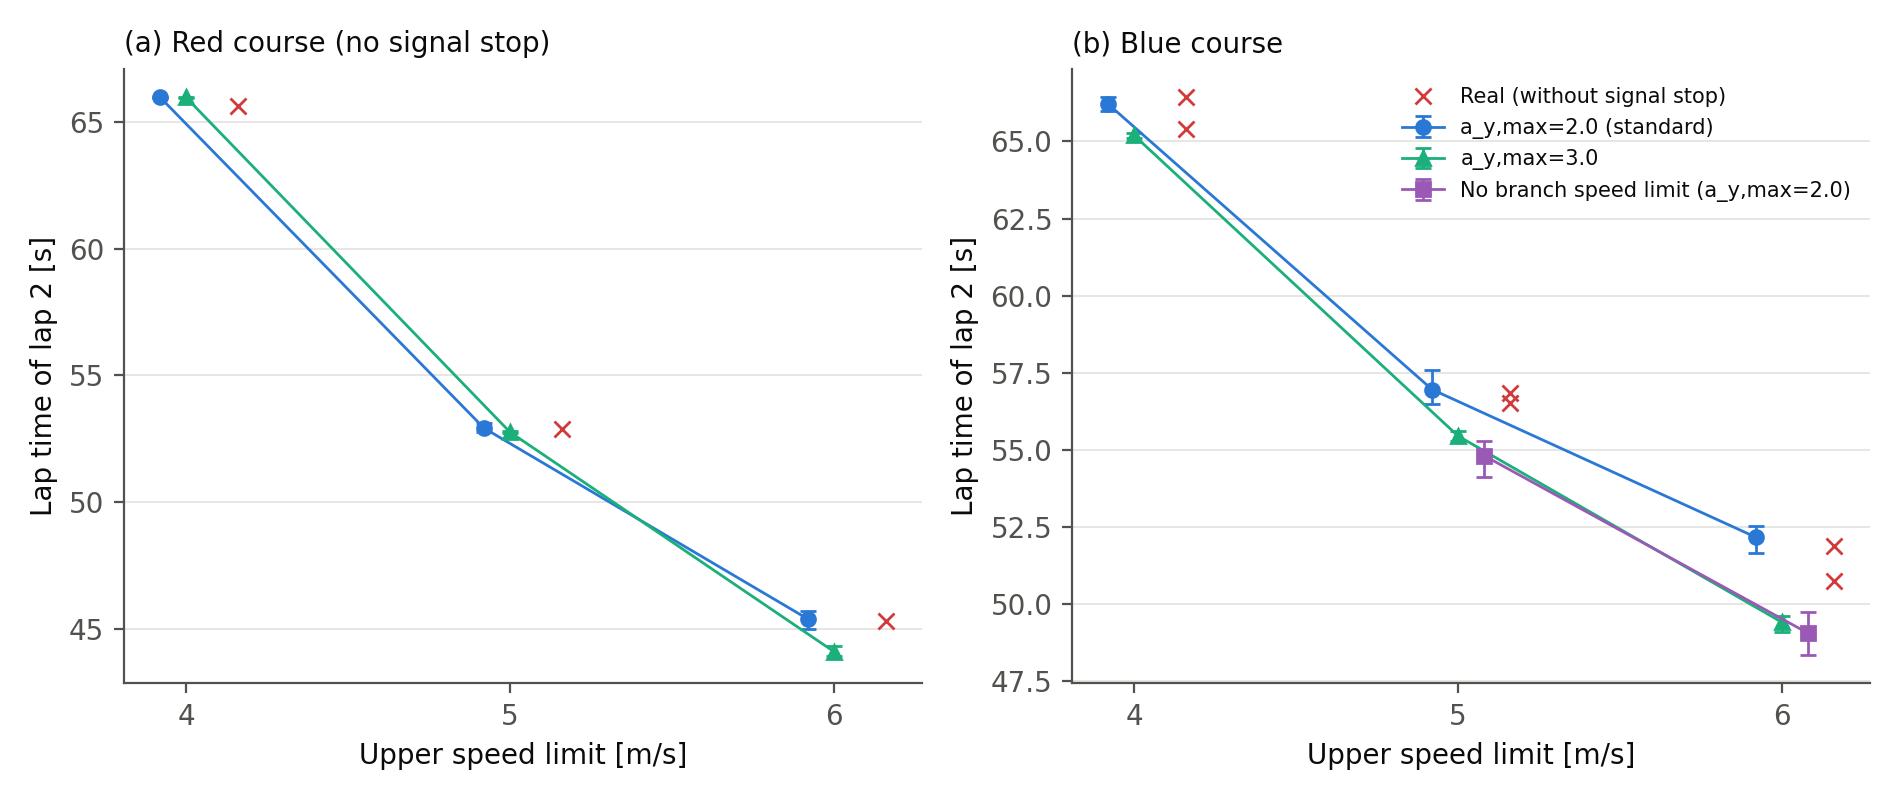 (a) Red course (no signal stop)
Lap time of lap 2 [s]
65
60
55
50
45
4
5
6
Upper speed limit [m/s]
(b) Blue course
Real (without signal stop)
a_y,max=2.0 (standard)
a_y,max=3.0
No branch speed limit (a_y,max=2.0)
Lap time of lap 2 [s]
65.0
62.5
60.0
57.5
55.0
52.5
50.0
47.5
4
5
6
Upper speed limit [m/s]